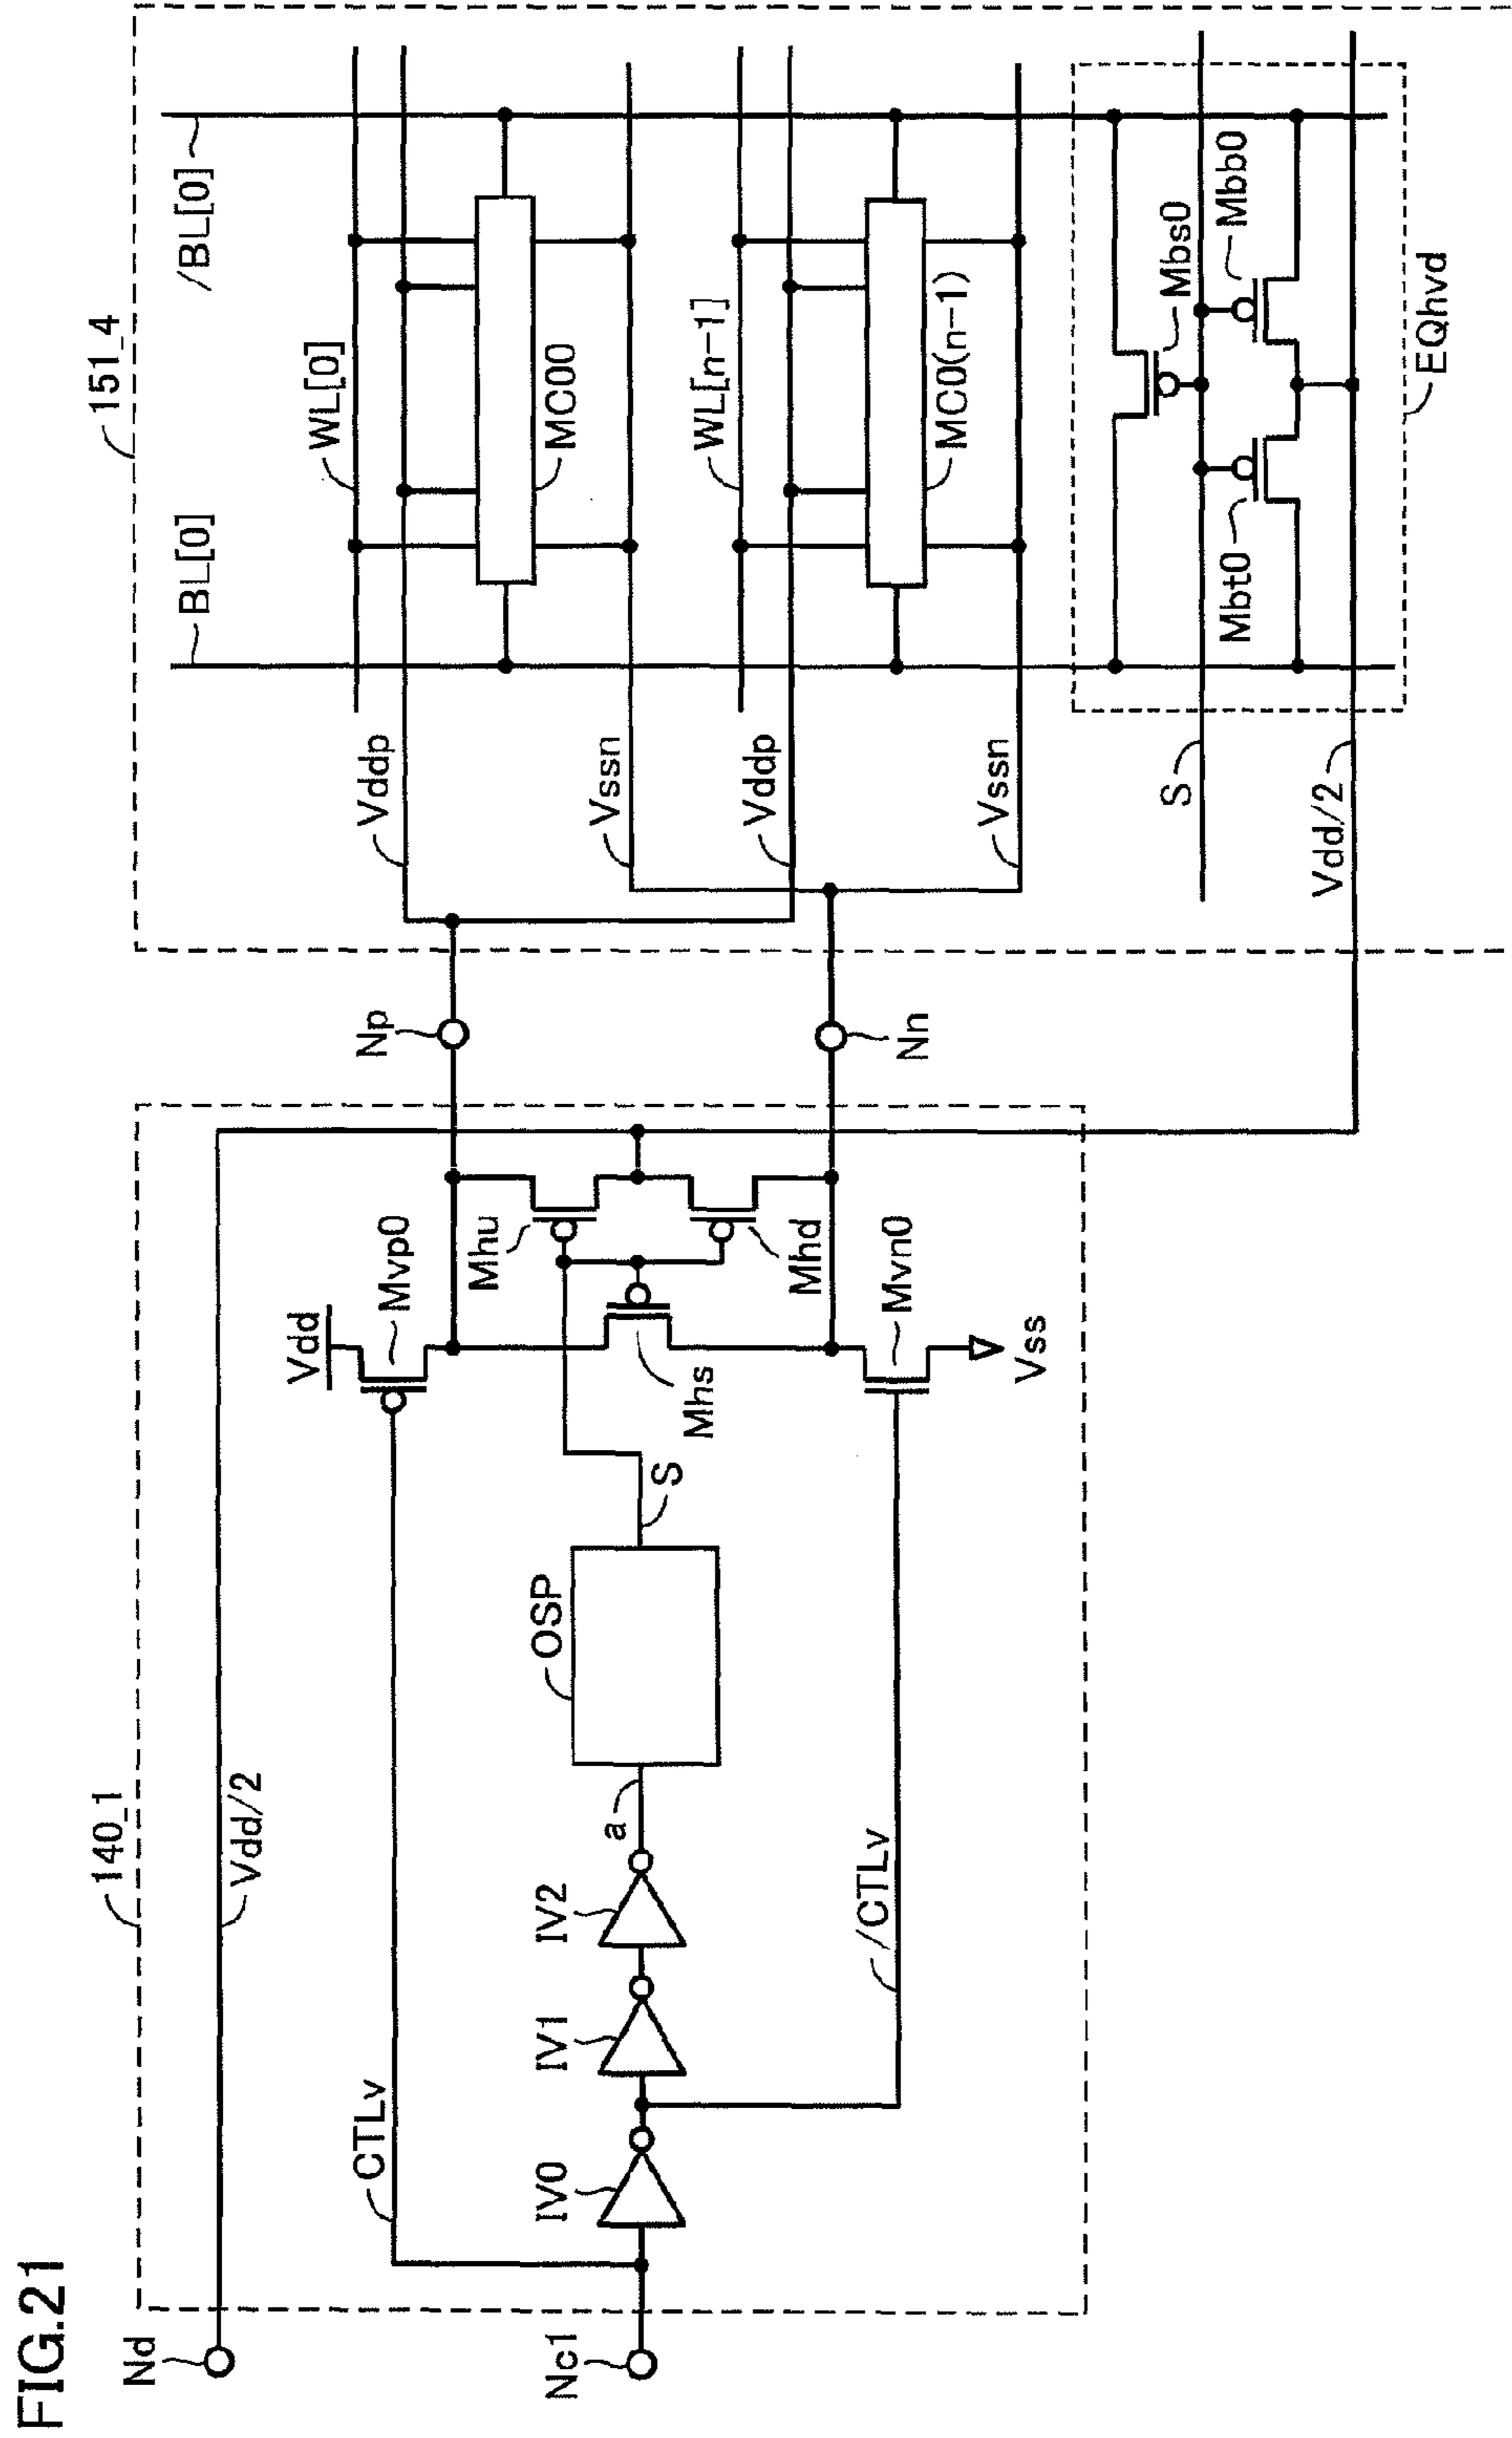 FIG.21
140_1
151_4
Nd
Vdd/2
Nc1
CTLv
IV0
IV1
IV2
a
OSP
S
/CTLv
Vdd
Mvp0
Mhu
Mhs
Mhd
Mvn0
Vss
Np
Nn
Vddp
Vssn
Vddp
Vssn
S
Vdd/2
BL[0]
/BL[0]
WL[0]
MC00
WL[n-1]
MC0(n-1)
Mbs0
Mbt0
Mbb0
EQhvd